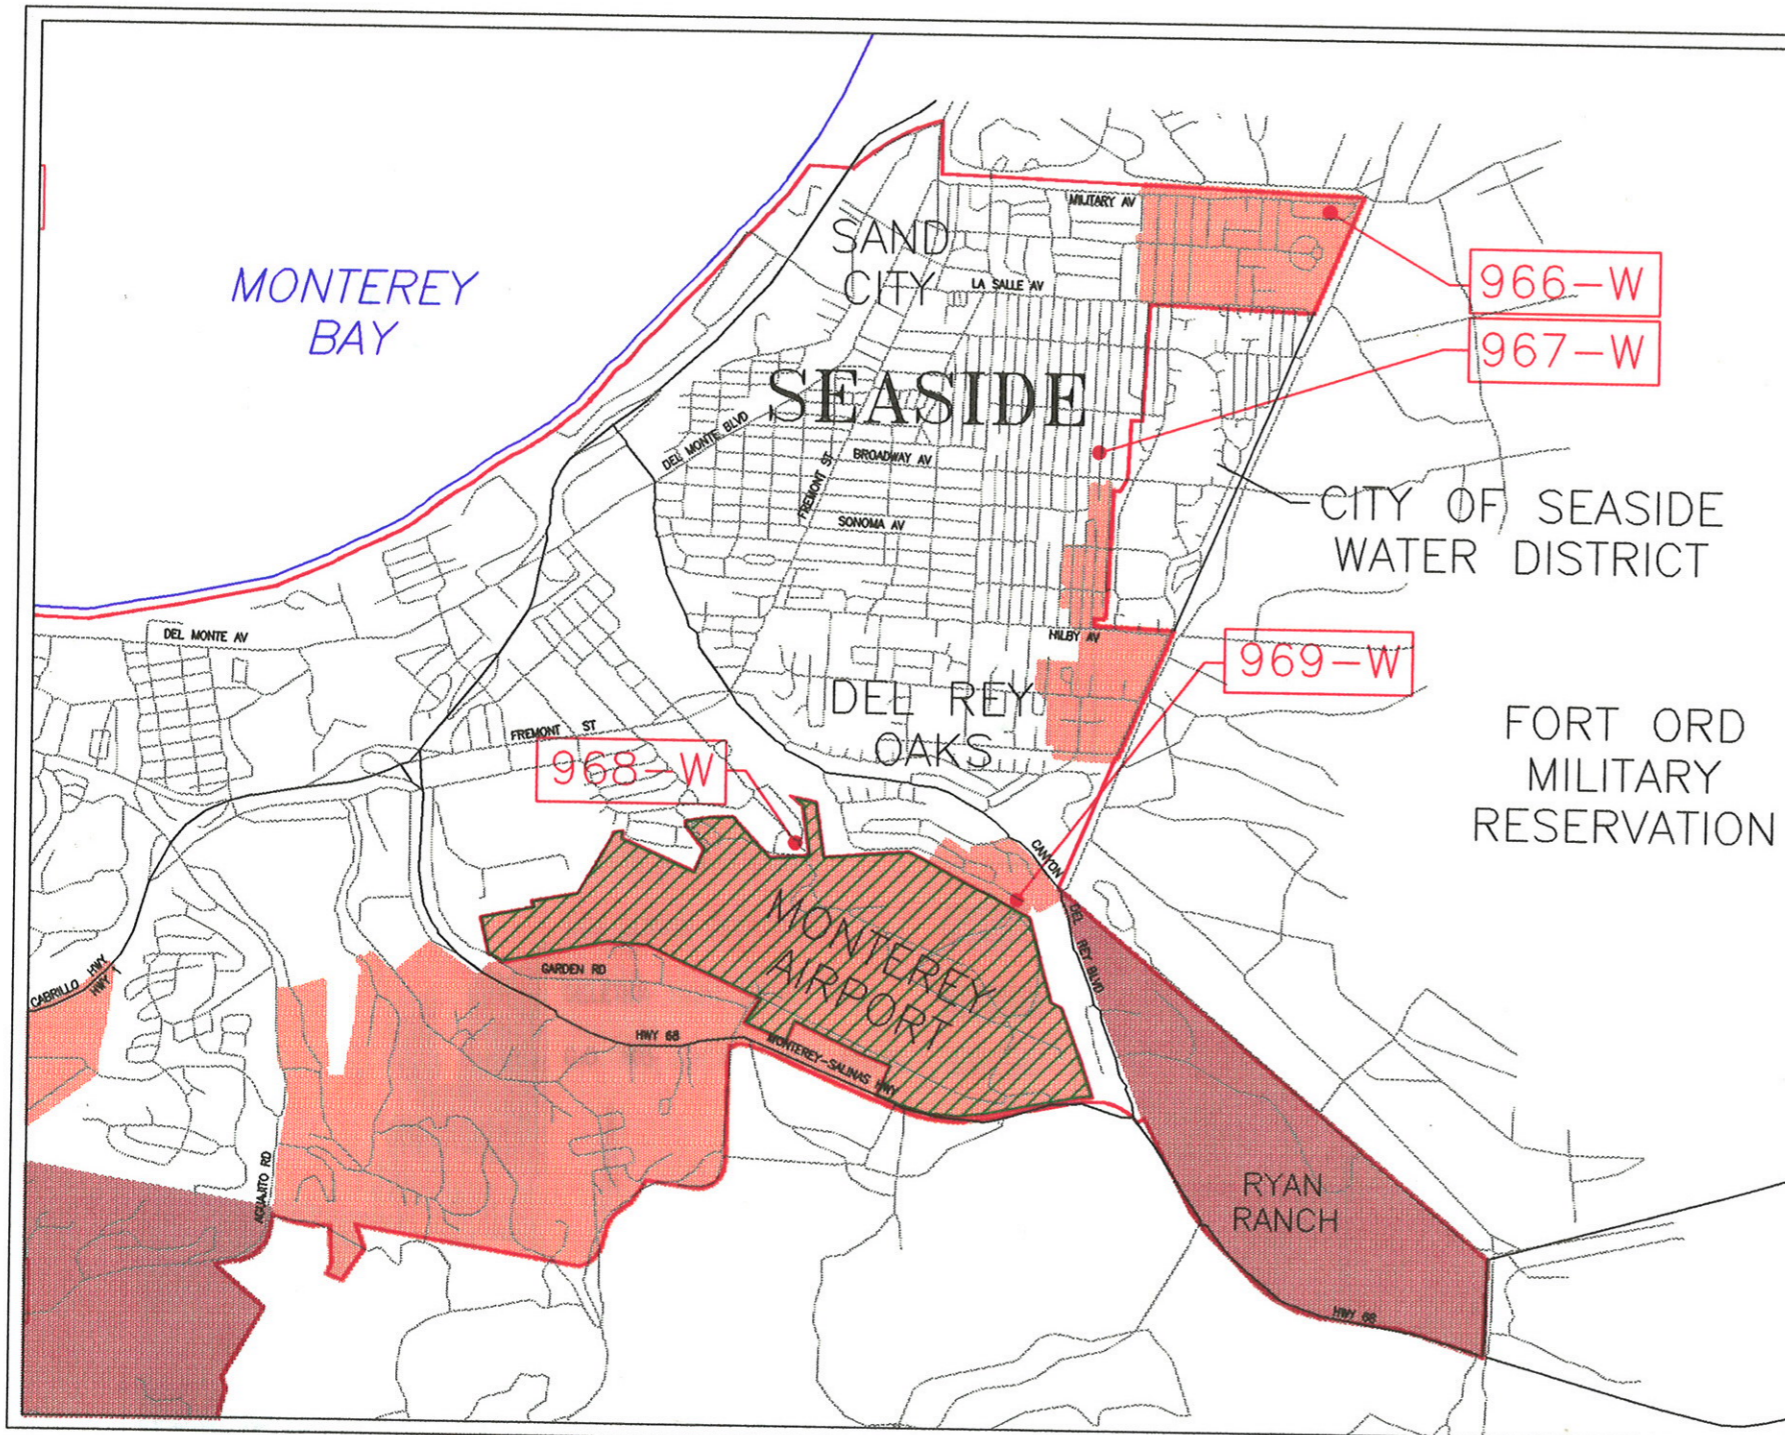 MONTEREY
BAY
SAND
CITY
MILITARY AV
LA SALLE AV
966-W
967-W
SEASIDE
DEL MONTE BLVD
FREMONT ST
BROADWAY AV
SONOMA AV
CITY OF SEASIDE
WATER DISTRICT
DEL MONTE AV
HILBY AV
969-W
DEL REY
OAKS
FREMONT ST
968-W
FORT ORD
MILITARY
RESERVATION
CANYON
DEL
REY BLVD
MONTEREY
AIRPORT
GARDEN RD
CABRILLO HWY
HWY 1
HWY 68
MONTEREY-SALINAS HWY
AGUAJITO RD
RYAN
RANCH
HWY 68